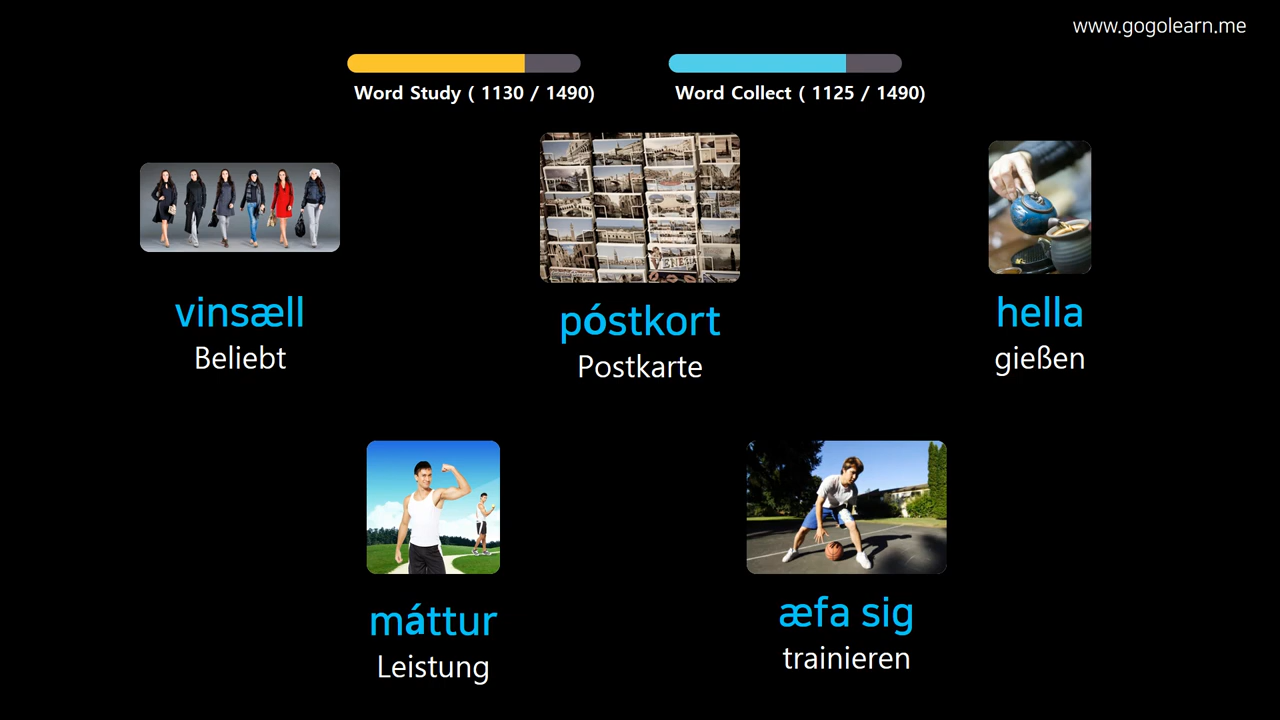 www.gogolearn.me
Word Study ( 1130 / 1490)
Word Collect ( 1125 / 1490)
vinsæll
Beliebt
póstkort
Postkarte
hella
gießen
máttur
Leistung
æfa sig
trainieren